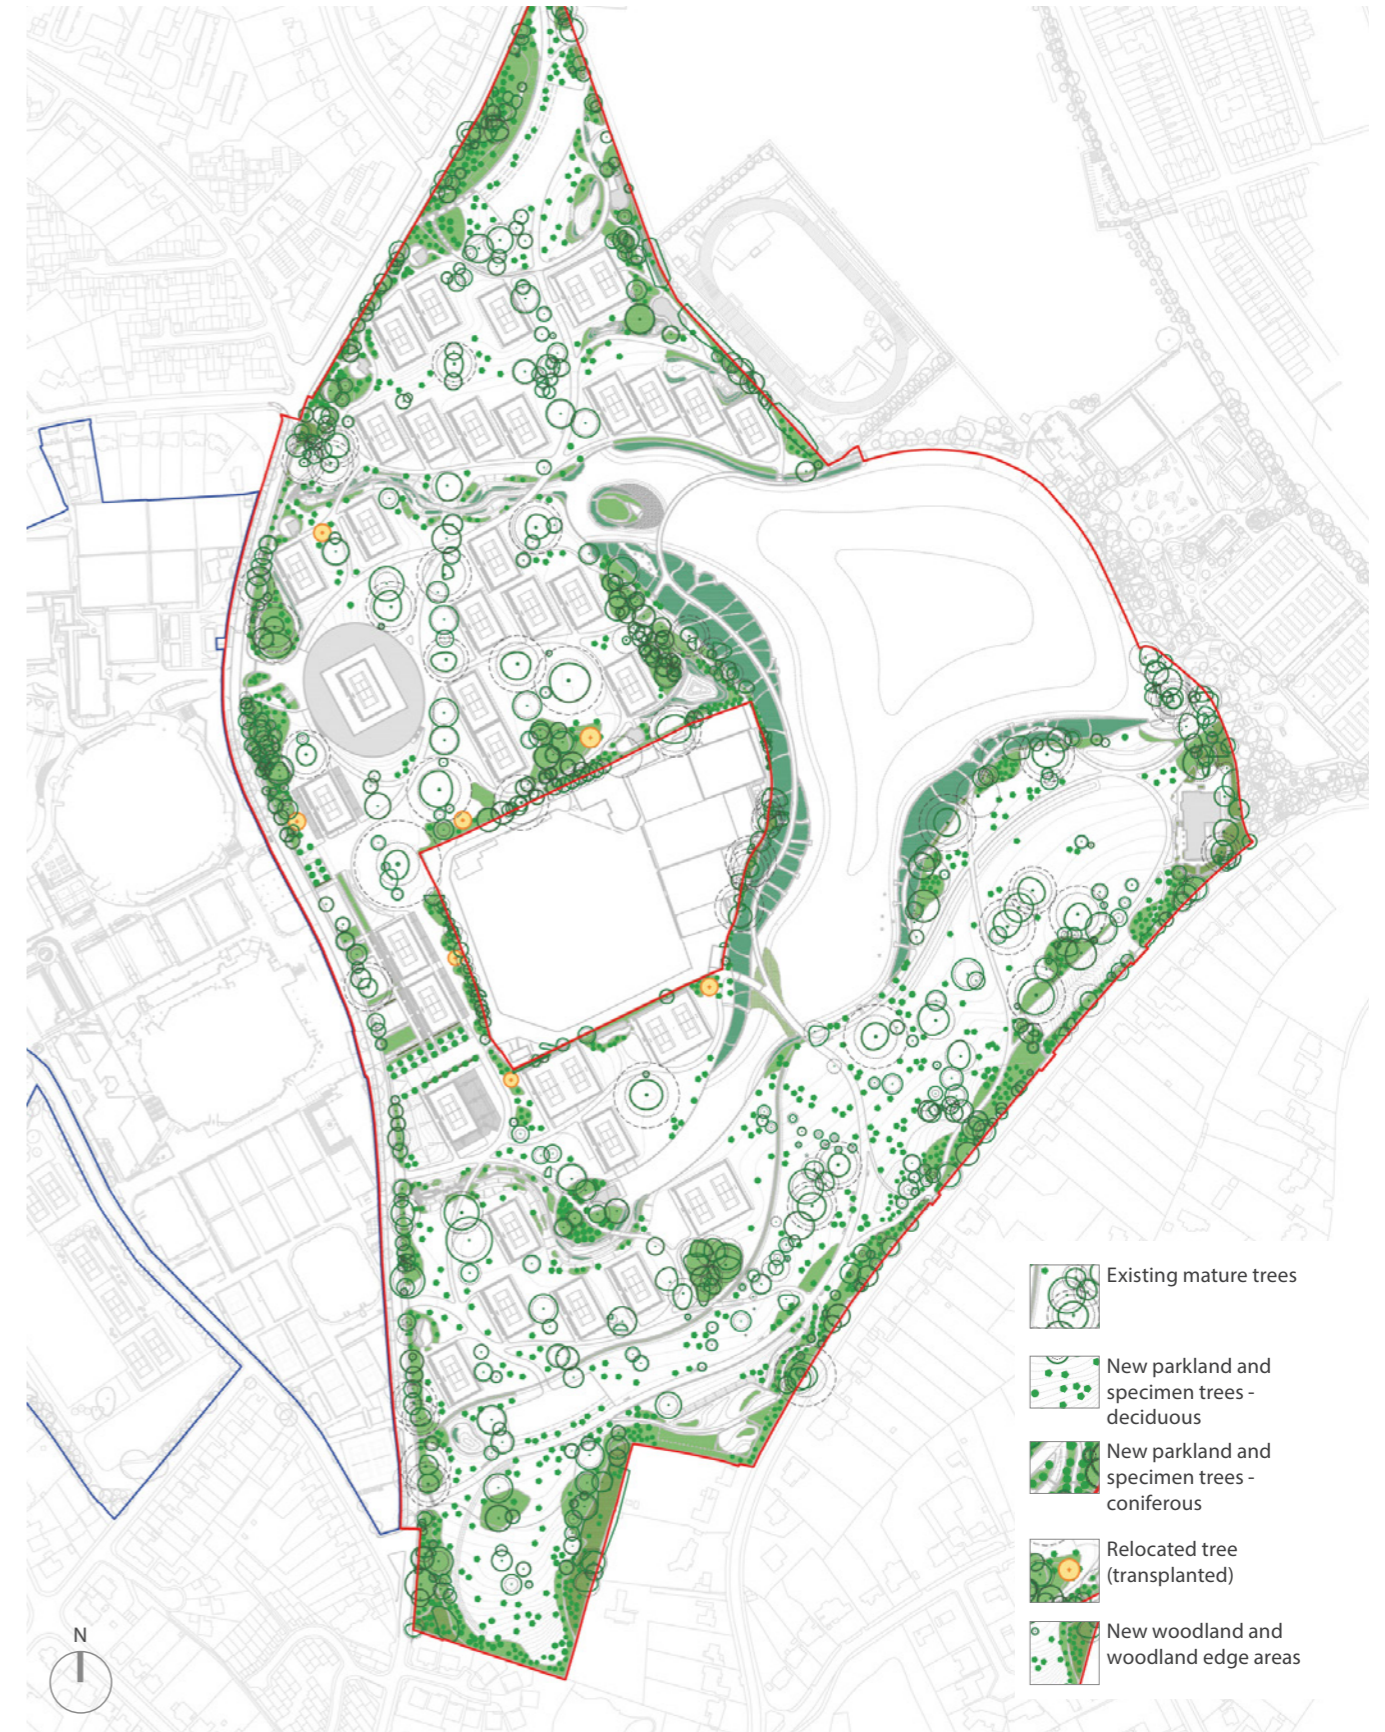 Existing mature trees
New parkland and
specimen trees -
deciduous
New parkland and
specimen trees -
coniferous
Relocated tree
(transplanted)
New woodland and
woodland edge areas
N